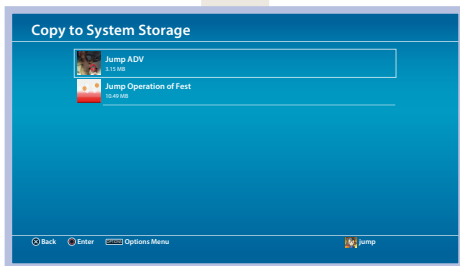 Copy to System Storage
Jump ADV
3.15 MB
Jump Operation of Fest
10.49 MB
Back Enter OPTIONS Options Menu jump